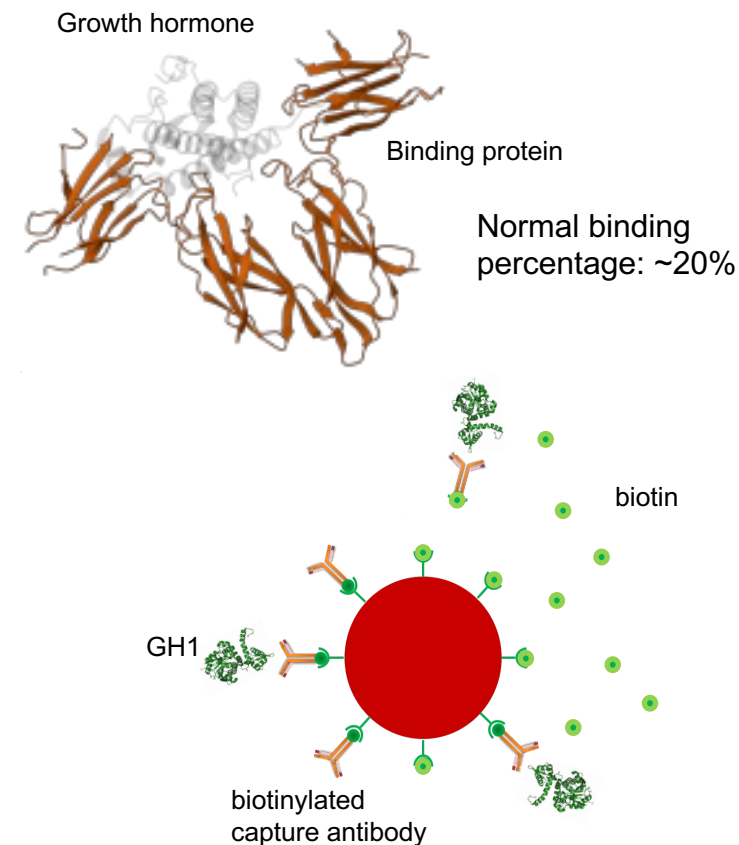 Growth hormone
Binding protein
Normal binding
percentage: ~20%
biotin
GH1
biotinylated
capture antibody